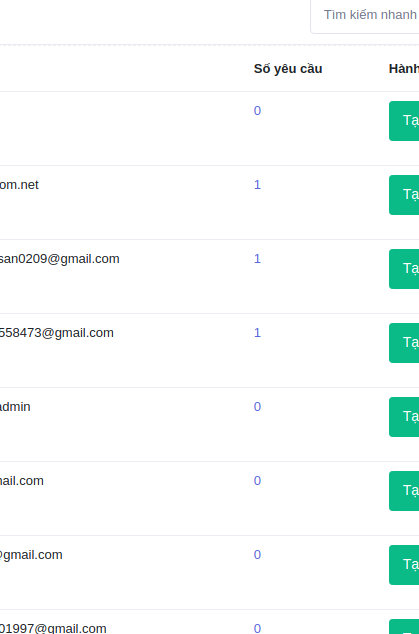 Tìm kiếm nhanh
Số yêu cầu Hành
0 Tạ
om.net 1 Tạ
san0209@gmail.com 1 Tạ
558473@gmail.com 1 Tạ
admin 0 Tạ
ail.com 0 Tạ
@gmail.com 0 Tạ
01997@gmail.com 0